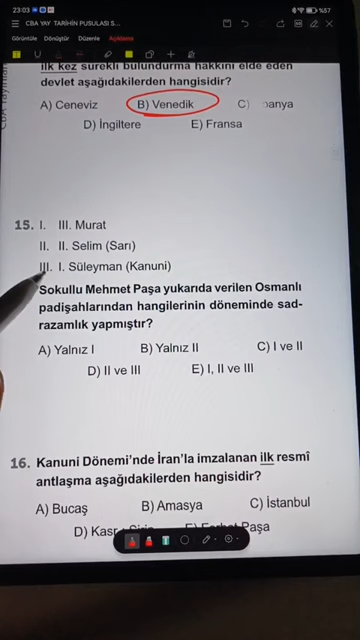 23:03
%57
CBA YAY TARİHİN PUSULASI S...
Görüntüle Dönüştür Düzenle Açıklama
ilk kez sürekli bulundurma hakkını elde eden
devlet aşağıdakilerden hangisidir?
A) Ceneviz B) Venedik C) panya
D) İngiltere E) Fransa
15. I. III. Murat
II. II. Selim (Sarı)
III. I. Süleyman (Kanuni)
Sokullu Mehmet Paşa yukarıda verilen Osmanlı
padişahlarından hangilerinin döneminde sad-
razamlık yapmıştır?
A) Yalnız I B) Yalnız II C) I ve II
D) II ve III E) I, II ve III
16. Kanuni Dönemi'nde İran'la imzalanan ilk resmî
antlaşma aşağıdakilerden hangisidir?
A) Bucaş B) Amasya C) İstanbul
D) Kasr Paşa